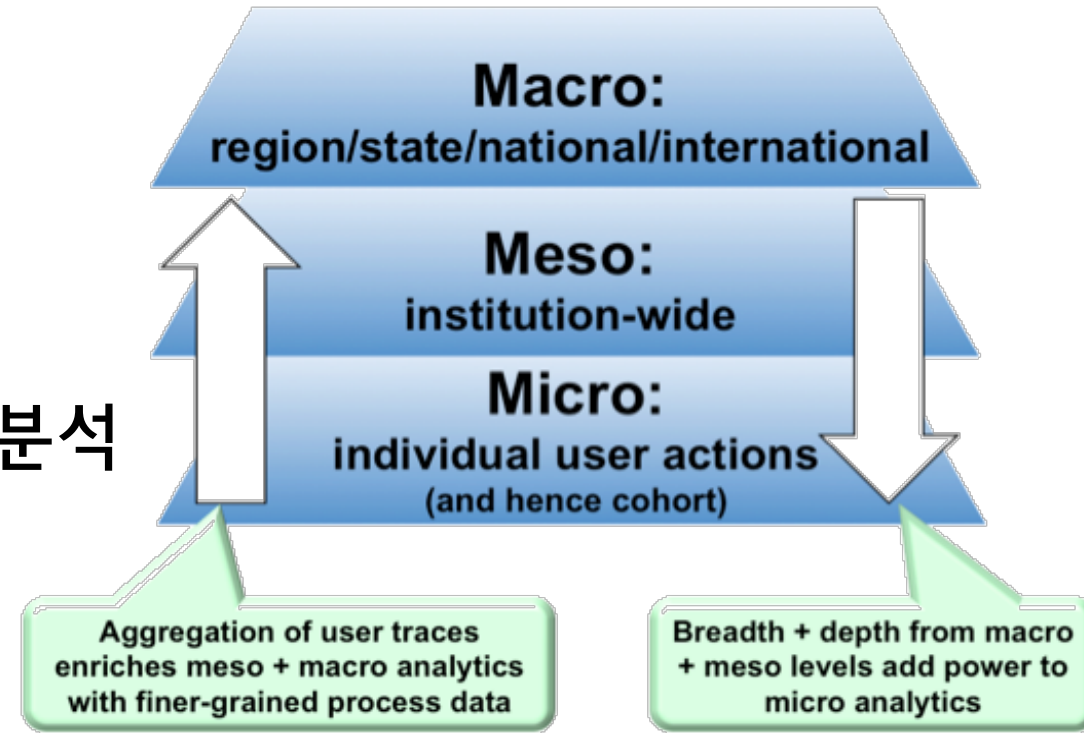 Macro:
region/state/national/international
Meso:
institution-wide
Micro:
individual user actions
(and hence cohort)
분석
Aggregation of user traces
enriches meso + macro analytics
with finer-grained process data
Breadth + depth from macro
+ meso levels add power to
micro analytics